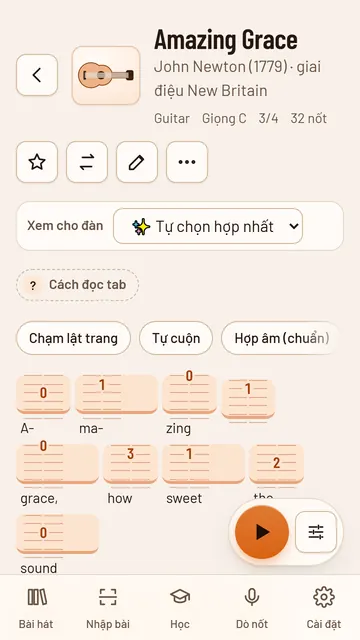 Amazing Grace
John Newton (1779) · giai
điệu New Britain
Guitar Giọng C 3/4 32 nốt
Xem cho đàn ✨ Tự chọn hợp nhất
? Cách đọc tab
Chạm lật trang Tự cuộn Hợp âm (chuẩn)
0 1 0 1
A- ma- zing
0 3 1 2
grace, how sweet the
0
sound
Bài hát Nhập bài Học Dò nốt Cài đặt